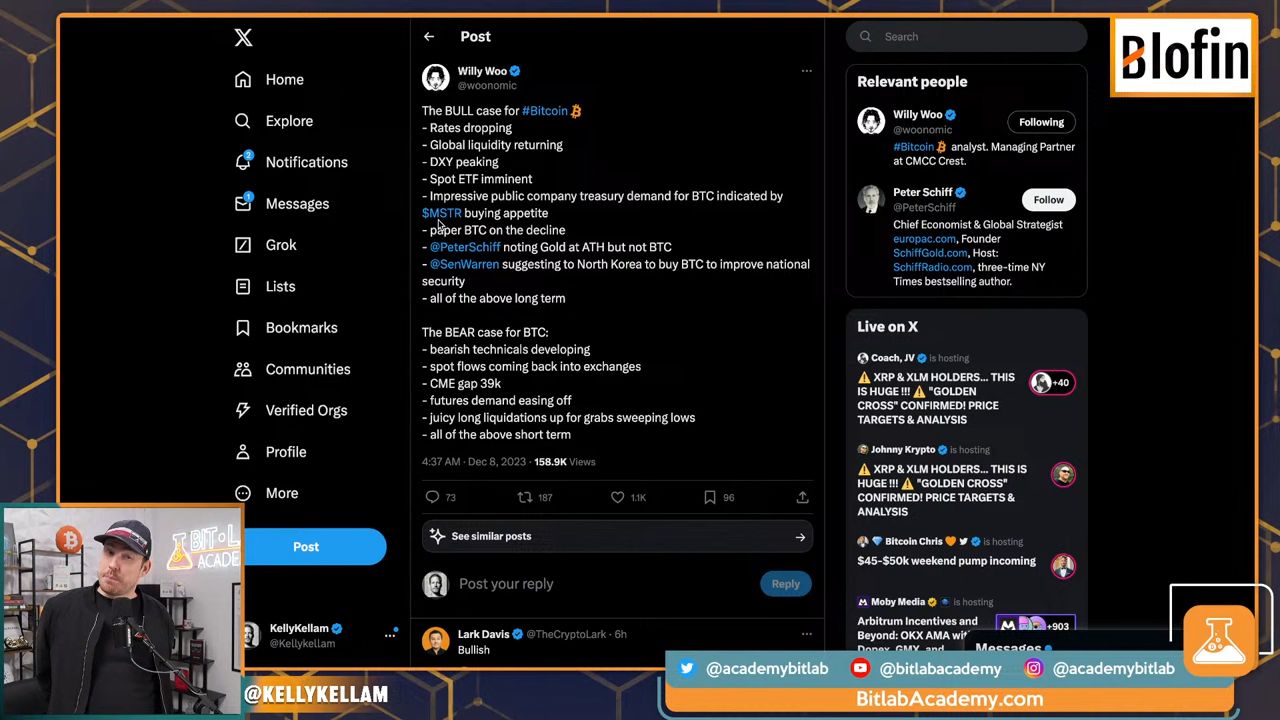 Home
Explore
2
Notifications
1
Messages
Grok
Lists
Bookmarks
Communities
Verified Orgs
Profile
More
Post
KellyKellam
@Kellykellam
Post
Willy Woo
@woonomic
The BULL case for #Bitcoin
- Rates dropping
- Global liquidity returning
- DXY peaking
- Spot ETF imminent
- Impressive public company treasury demand for BTC indicated by
$MSTR buying appetite
- paper BTC on the decline
- @PeterSchiff noting Gold at ATH but not BTC
- @SenWarren suggesting to North Korea to buy BTC to improve national
security
- all of the above long term
The BEAR case for BTC:
- bearish technicals developing
- spot flows coming back into exchanges
- CME gap 39k
- futures demand easing off
- juicy long liquidations up for grabs sweeping lows
- all of the above short term
4:37 AM · Dec 8, 2023 · 158.9K Views
73 187 1.1K 96
See similar posts
Post your reply
Reply
Lark Davis @TheCryptoLark · 6h
Bullish
Search
Relevant people
Willy Woo
@woonomic
Following
#Bitcoin analyst. Managing Partner
at CMCC Crest.
Peter Schiff
@PeterSchiff
Follow
Chief Economist & Global Strategist
europac.com, Founder
SchiffGold.com, Host:
SchiffRadio.com, three-time NY
Times bestselling author.
Live on X
Coach, JV is hosting
XRP & XLM HOLDERS... THIS
IS HUGE !!! "GOLDEN
CROSS" CONFIRMED! PRICE
TARGETS & ANALYSIS
+40
Johnny Krypto is hosting
XRP & XLM HOLDERS... THIS IS
HUGE !!! "GOLDEN CROSS"
CONFIRMED! PRICE TARGETS &
ANALYSIS
Bitcoin Chris is hosting
$45-$50k weekend pump incoming
Moby Media is hosting
Arbitrum Incentives and
Beyond: OKX AMA with
Dopex, GMX, and
+903
Messages
Blofin
BIT LAB
ACADEMY
@KELLYKELLAM
@academybitlab
@bitlabacademy
@academybitlab
BitlabAcademy.com